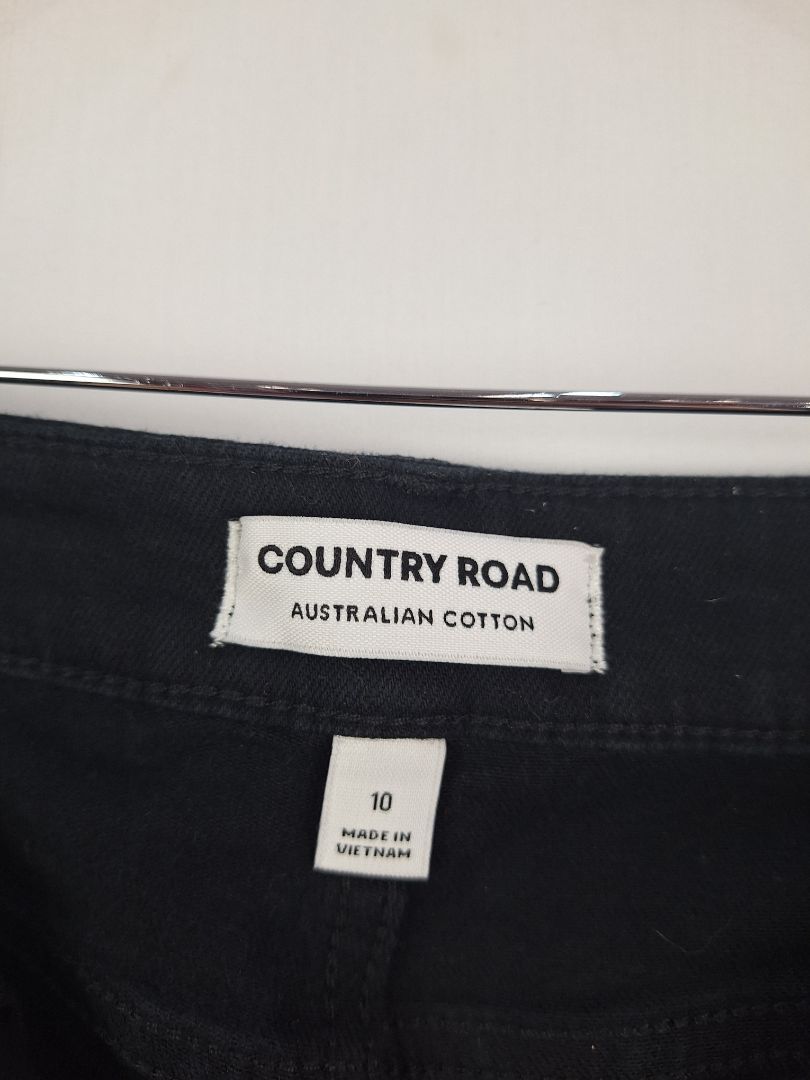 COUNTRY ROAD
AUSTRALIAN COTTON
10
MADE IN
VIETNAM